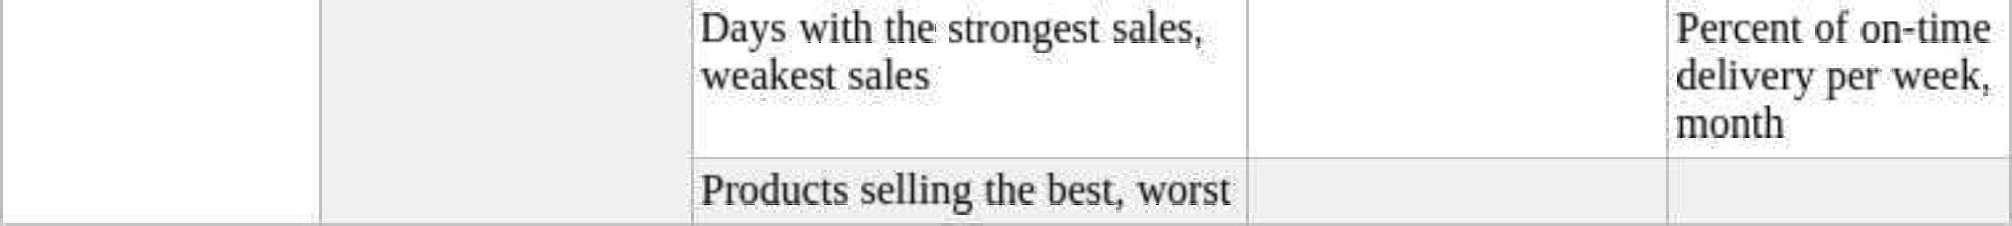 Days with the strongest sales,
weakest sales
Percent of on-time
delivery per week,
month
Products selling the best, worst